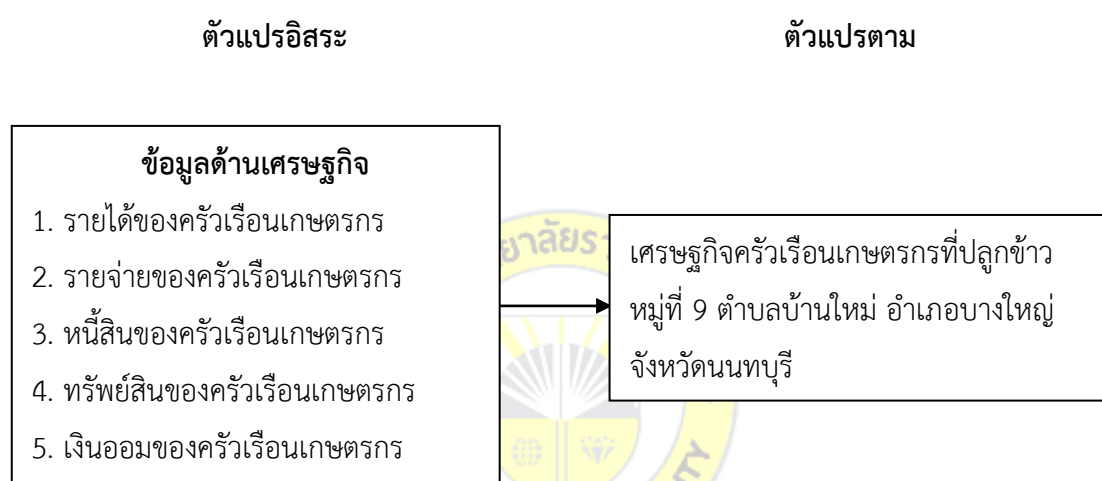 ตัวแปรอิสระ
ตัวแปรตาม
ข้อมูลด้านเศรษฐกิจ
1. รายได้ของครัวเรือนเกษตรกร
2. รายจ่ายของครัวเรือนเกษตรกร
3. หนี้สินของครัวเรือนเกษตรกร
4. ทรัพย์สินของครัวเรือนเกษตรกร
5. เงินออมของครัวเรือนเกษตรกร
เศรษฐกิจครัวเรือนเกษตรกรที่ปลูกข้าว
หมู่ที่ 9 ตำบลบ้านใหม่ อำเภอบางใหญ่
จังหวัดนนทบุรี